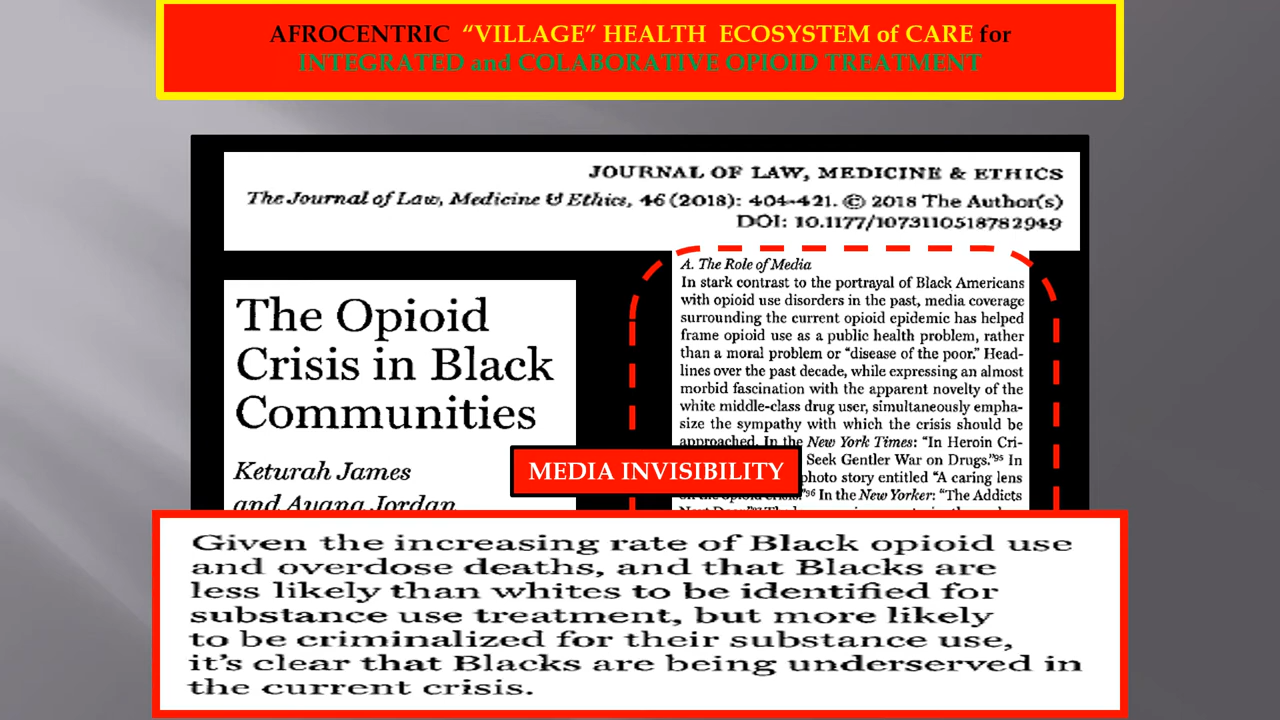 AFROCENTRIC “VILLAGE” HEALTH ECOSYSTEM of CARE for
INTEGRATED and COLABORATIVE OPIOID TREATMENT
JOURNAL OF LAW, MEDICINE & ETHICS
The Journal of Law, Medicine & Ethics, 46 (2018): 404-421. © 2018 The Author(s)
DOI: 10.1177/1073110518782949
The Opioid
Crisis in Black
Communities
Keturah James
and Ayana Jordan
A. The Role of Media
In stark contrast to the portrayal of Black Americans
with opioid use disorders in the past, media coverage
surrounding the current opioid epidemic has helped
frame opioid use as a public health problem, rather
than a moral problem or “disease of the poor.” Head-
lines over the past decade, while expressing an almost
morbid fascination with the apparent novelty of the
white middle-class drug user, simultaneously empha-
size the sympathy with which the crisis should be
approached. In the New York Times: “In Heroin Cri-
Seek Gentler War on Drugs.”95 In
photo story entitled “A caring lens
on the opioid crisis.”96 In the New Yorker: “The Addicts
MEDIA INVISIBILITY
Given the increasing rate of Black opioid use
and overdose deaths, and that Blacks are
less likely than whites to be identified for
substance use treatment, but more likely
to be criminalized for their substance use,
it’s clear that Blacks are being underserved in
the current crisis.